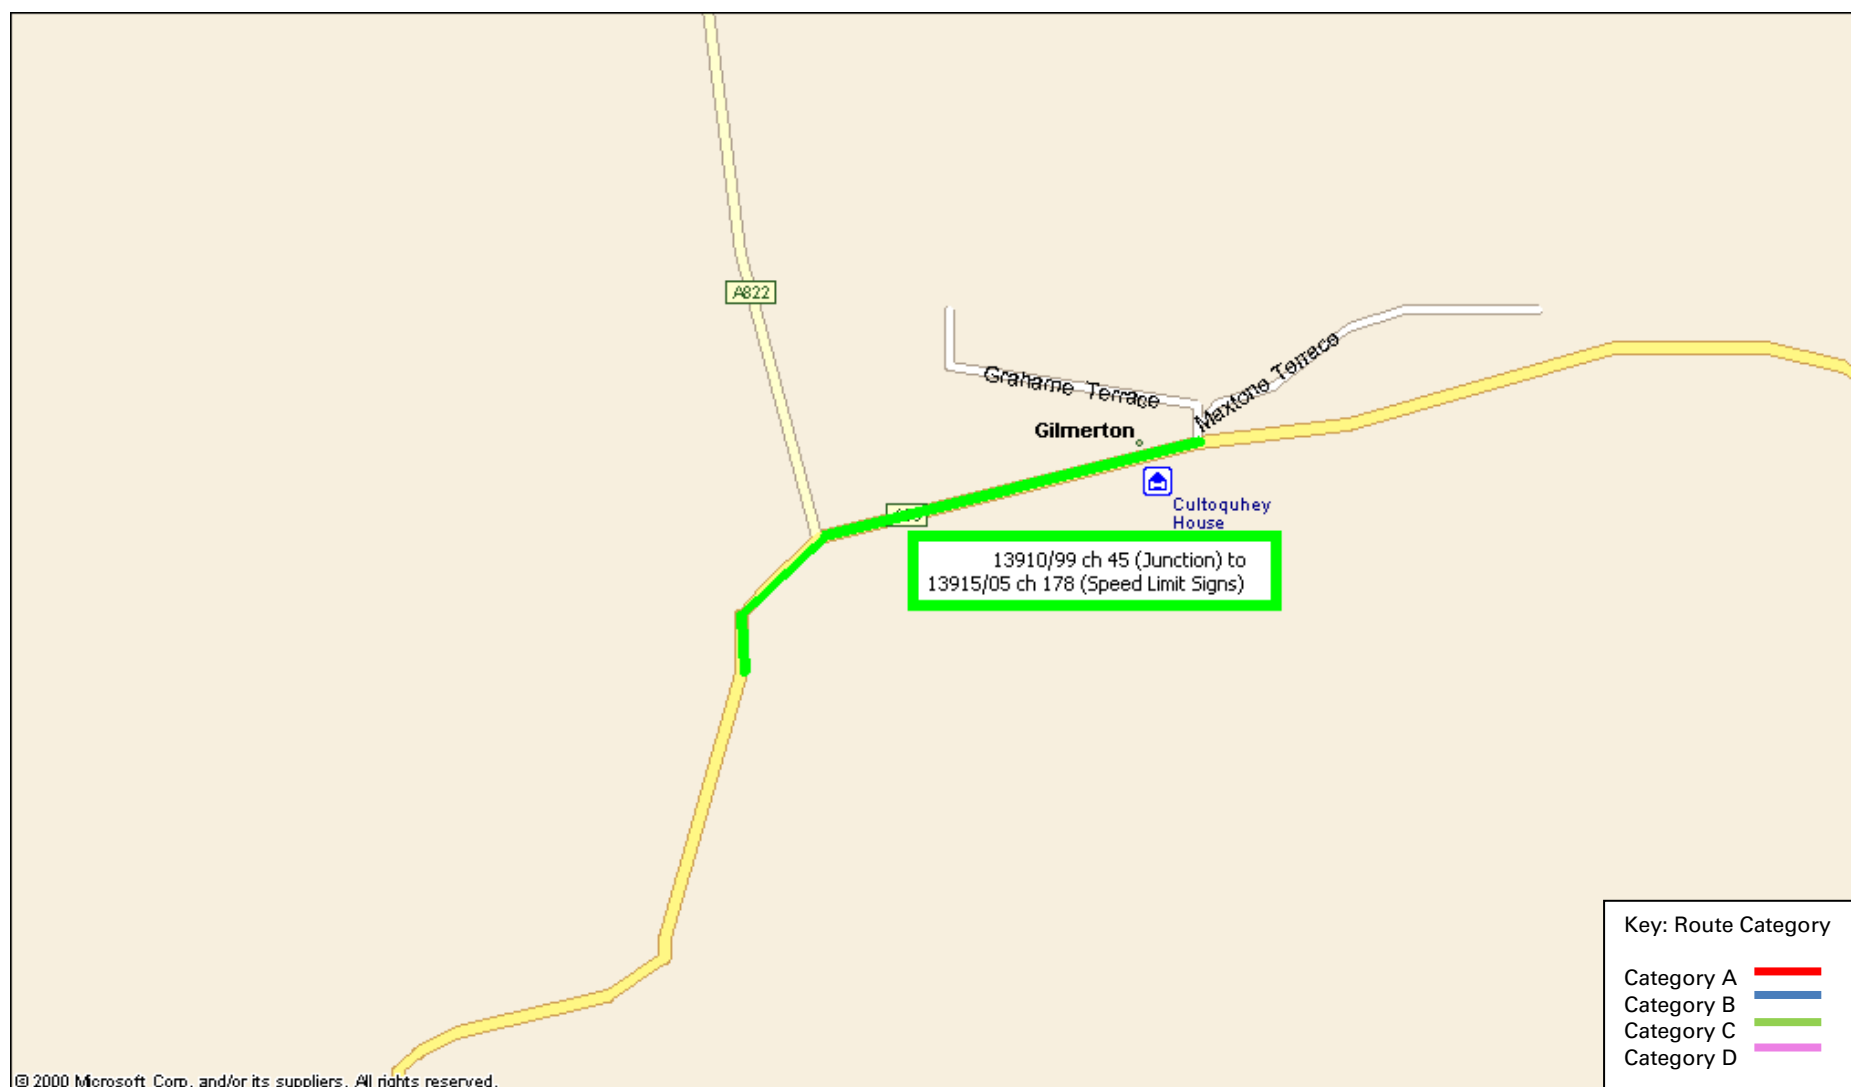 A822
Grahame Terrace
Maxtone Terrace
Gilmerton
Cultoquhey
House
13910/99 ch 45 (Junction) to
13915/05 ch 178 (Speed Limit Signs)
Key: Route Category
Category A
Category B
Category C
Category D
© 2000 Microsoft Corp. and/or its suppliers. All rights reserved.